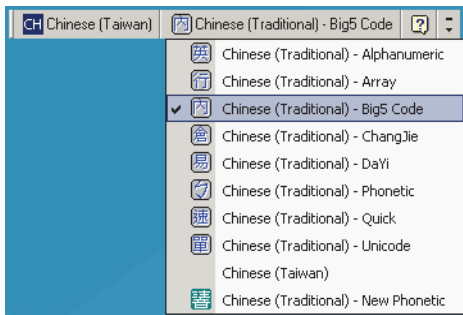 CH Chinese (Taiwan) 內 Chinese (Traditional) - Big5 Code ?
英 Chinese (Traditional) - Alphanumeric
行 Chinese (Traditional) - Array
內 Chinese (Traditional) - Big5 Code
倉 Chinese (Traditional) - ChangJie
易 Chinese (Traditional) - DaYi
ㄅ Chinese (Traditional) - Phonetic
速 Chinese (Traditional) - Quick
單 Chinese (Traditional) - Unicode
Chinese (Taiwan)
Chinese (Traditional) - New Phonetic